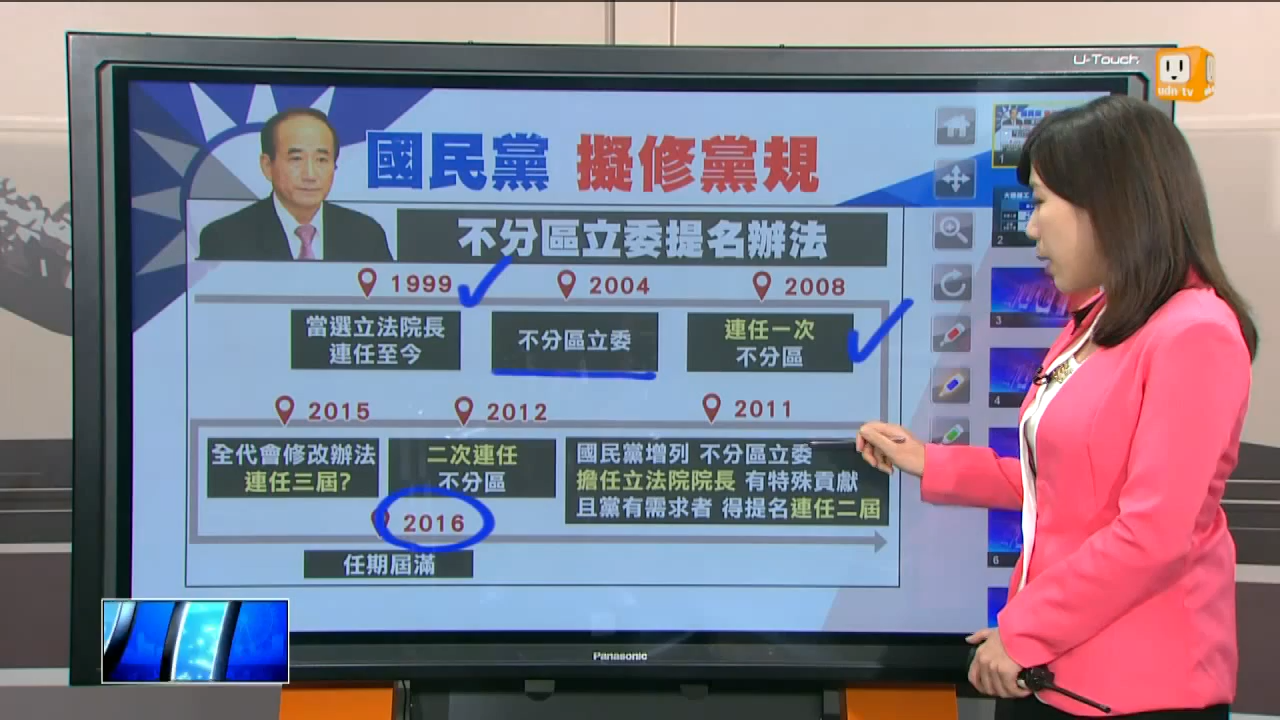 U-Touch
udn tv
國民黨 擬修黨規
不分區立委提名辦法
1999
2004
2008
當選立法院長
連任至今
不分區立委
連任一次
不分區
2015
2012
2011
全代會修改辦法
連任三屆?
二次連任
不分區
國民黨增列 不分區立委
擔任立法院院長 有特殊貢獻
且黨有需求者 得提名連任二屆
2016
任期屆滿
2
3
4
6
Panasonic